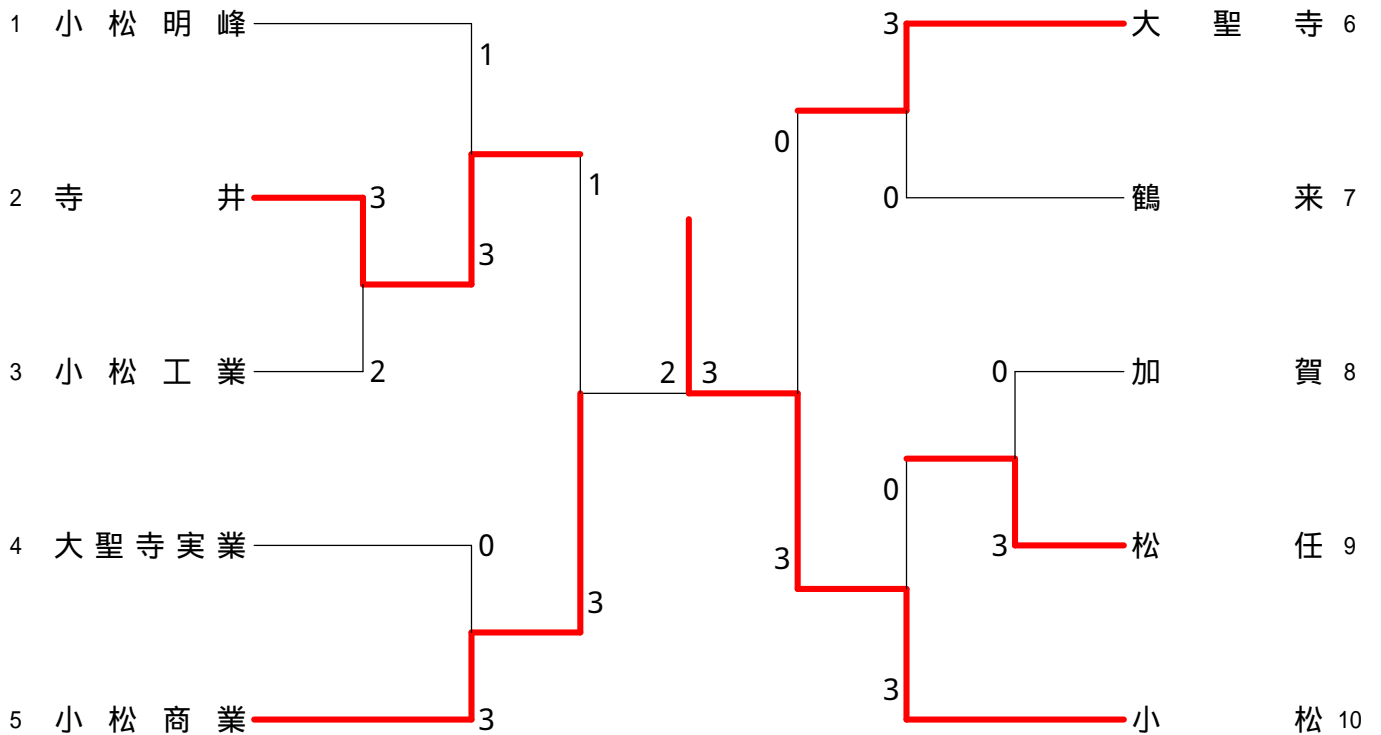 1 小松明峰
1
3 大聖寺 6
0
1
2 寺井 3
0 鶴来 7
3
3 小松工業 2
2 3
0 加賀 8
0
4 大聖寺実業 0
3 松任 9
3
3
5 小松商業 3
3 小松 10